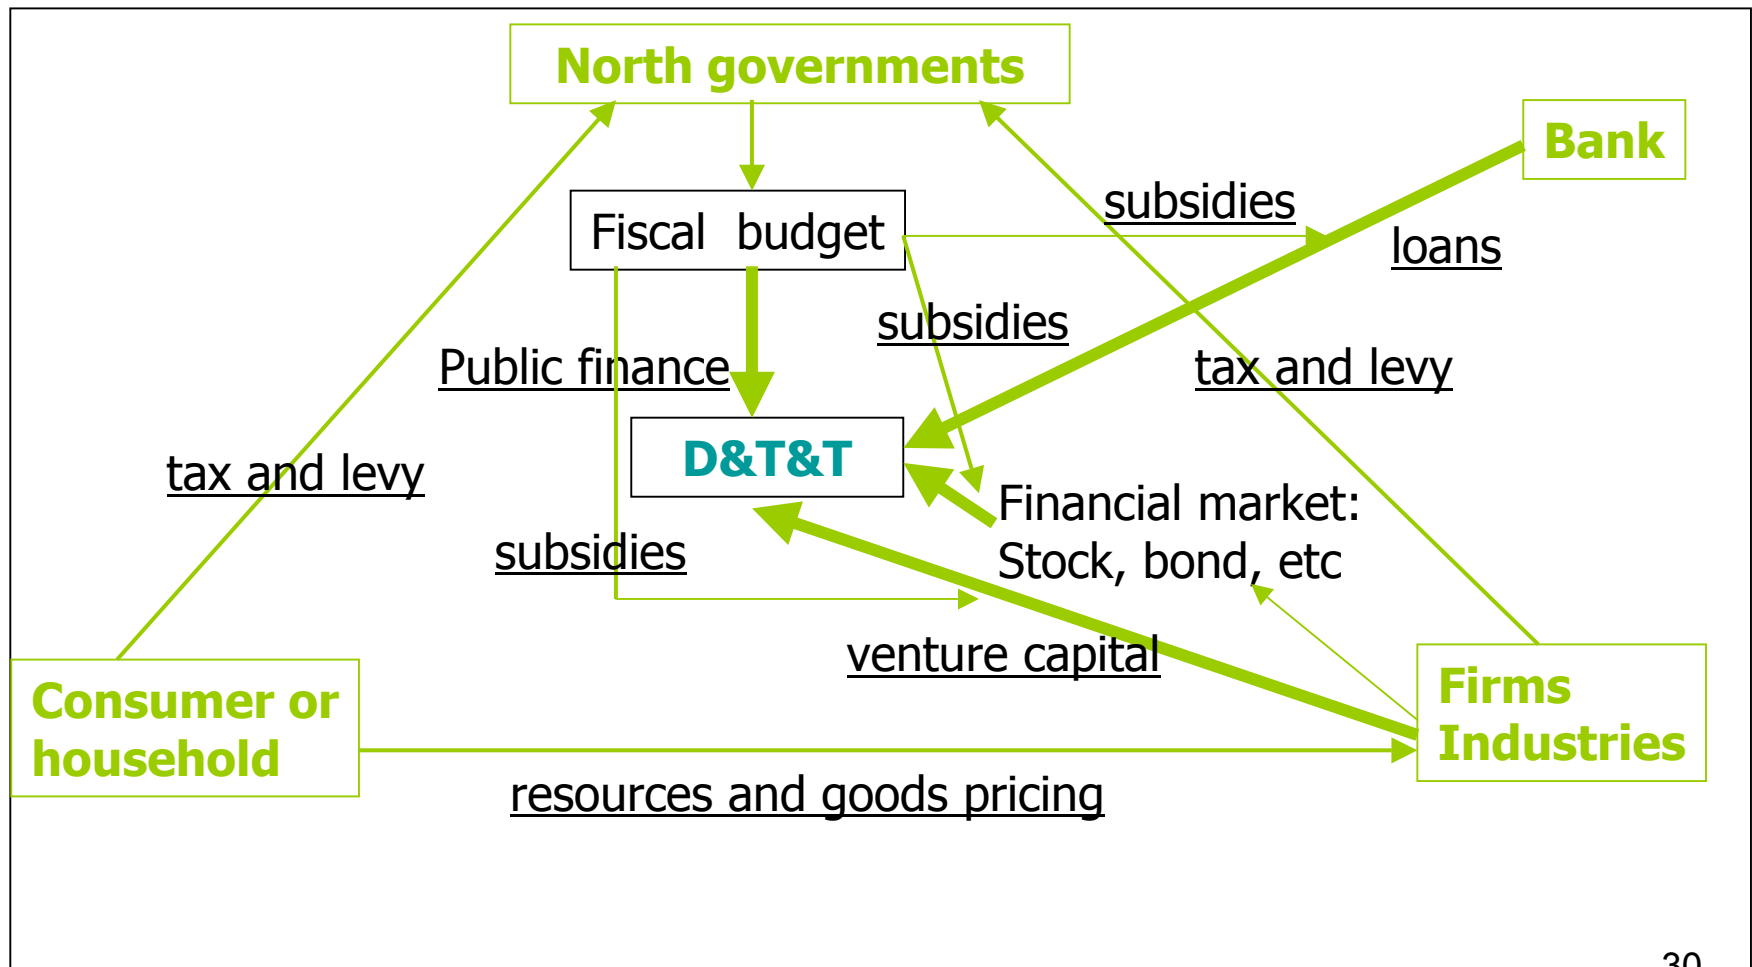 North governments
Bank
subsidies
Fiscal budget
loans
subsidies
Public finance
tax and levy
D&T&T
tax and levy
Financial market:
Stock, bond, etc
subsidies
venture capital
Consumer or
household
Firms
Industries
resources and goods pricing
30